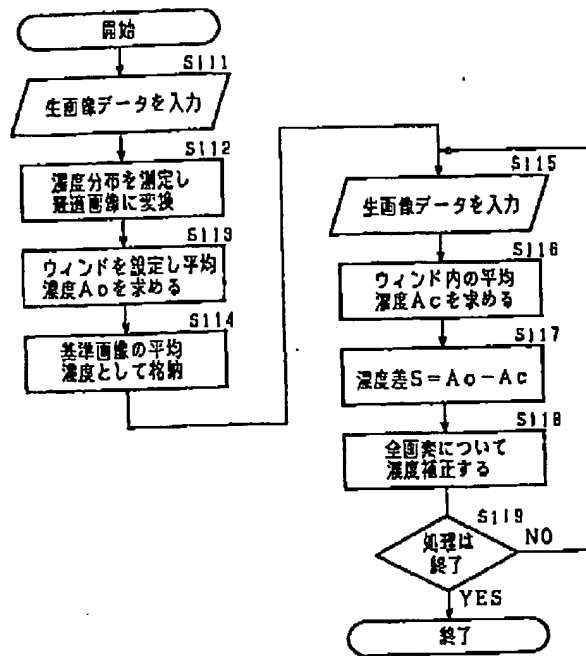 開始
S111
生画像データを入力
S112
濃度分布を測定し
最適画像に変換
S113
ウィンドを設定し平均
濃度Aoを求める
S114
基準画像の平均
濃度として格納
S115
生画像データを入力
S116
ウィンド内の平均
濃度Acを求める
S117
濃度差S=Ao-Ac
S118
全画素について
濃度補正する
S119
処理は
終了
NO
YES
終了